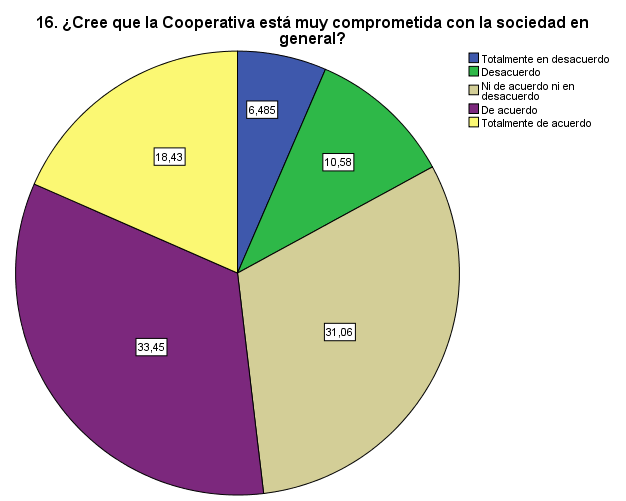 16. ¿Cree que la Cooperativa está muy comprometida con la sociedad en
general?
Totalmente en desacuerdo
Desacuerdo
Ni de acuerdo ni en
desacuerdo
De acuerdo
Totalmente de acuerdo
6,485
18,43
10,58
31,06
33,45